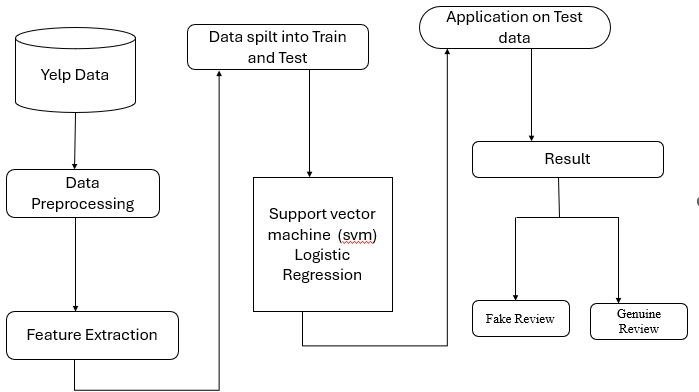 Yelp Data
Data
Preprocessing
Feature Extraction
Data spilt into Train
and Test
Support vector
machine (svm)
Logistic
Regression
Application on Test
data
Result
Fake Review
Genuine
Review